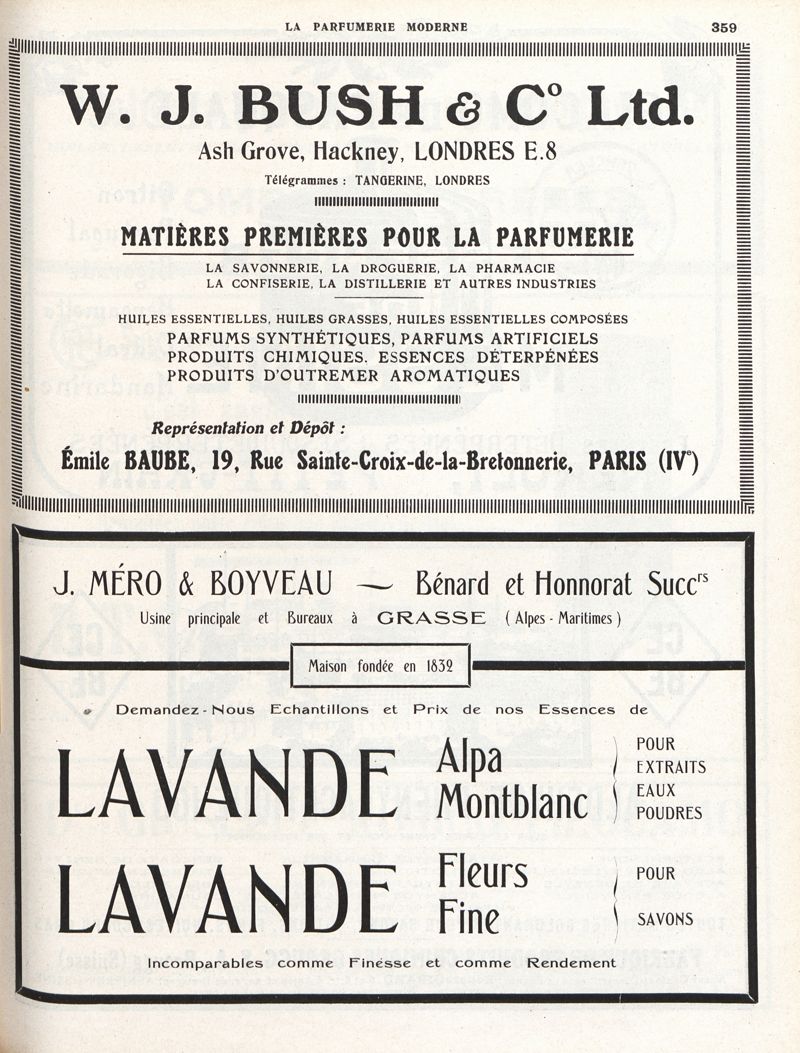 LA PARFUMERIE MODERNE
359
W. J. BUSH & Cº Ltd.
Ash Grove, Hackney, LONDRES E.8
Télégrammes : TANGERINE, LONDRES
MATIÈRES PREMIÈRES POUR LA PARFUMERIE
LA SAVONNERIE, LA DROGUERIE, LA PHARMACIE
LA CONFISERIE, LA DISTILLERIE ET AUTRES INDUSTRIES
HUILES ESSENTIELLES, HUILES GRASSES, HUILES ESSENTIELLES COMPOSÉES
PARFUMS SYNTHÉTIQUES, PARFUMS ARTIFICIELS
PRODUITS CHIMIQUES, ESSENCES DÉTERPÉNÉES
PRODUITS D'OUTREMER AROMATIQUES
Représentation et Dépôt :
Émile BAUBE, 19, Rue Sainte-Croix-de-la-Bretonnerie, PARIS (IVᵉ)
J. MÉRO & BOYVEAU — Bénard et Honnorat Succʳˢ
Usine principale et Bureaux à GRASSE (Alpes-Maritimes)
Maison fondée en 1832
Demandez-Nous Echantillons et Prix de nos Essences de
LAVANDE
Alpa
Montblanc
POUR
EXTRAITS
EAUX
POUDRES
LAVANDE
Fleurs
Fine
POUR
SAVONS
Incomparables comme Finesse et comme Rendement